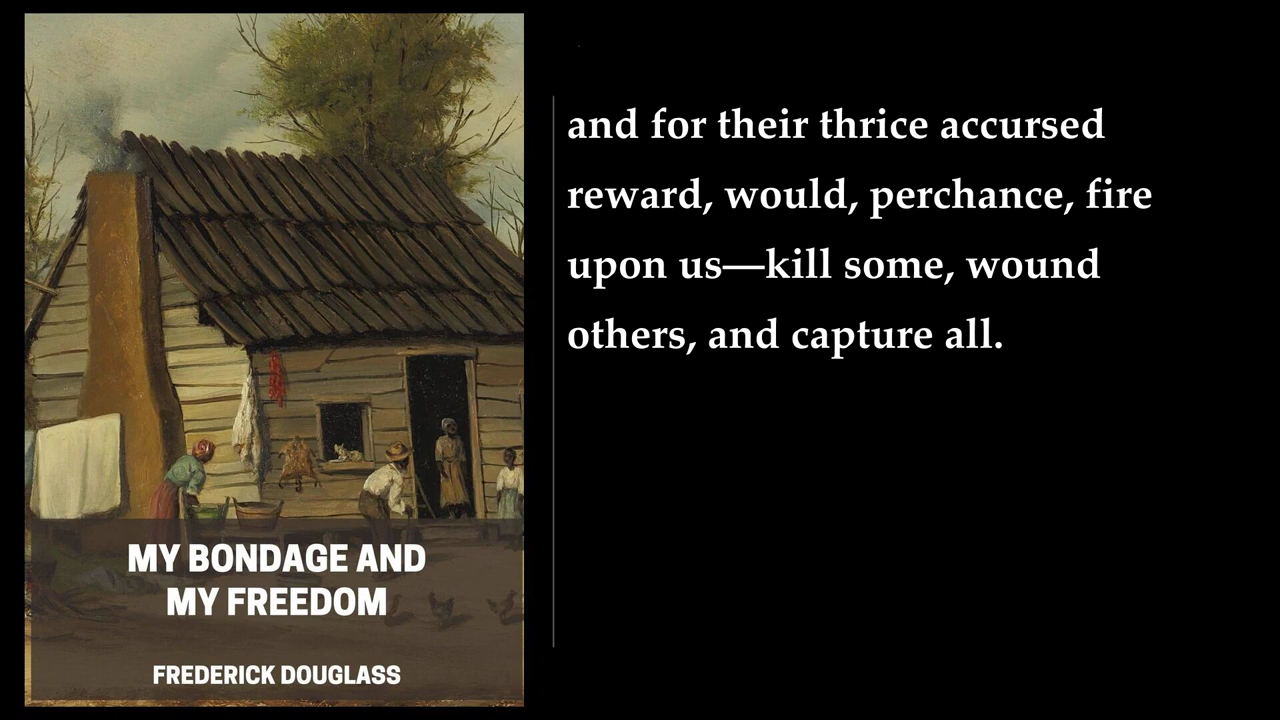 MY BONDAGE AND
MY FREEDOM
FREDERICK DOUGLASS
and for their thrice accursed
reward, would, perchance, fire
upon us—kill some, wound
others, and capture all.